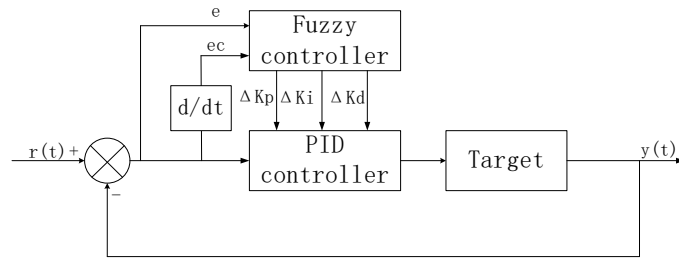 e
Fuzzy
controller
ec
d/dt
ΔKp ΔKi ΔKd
r(t) +
PID
controller
Target
y(t)
−